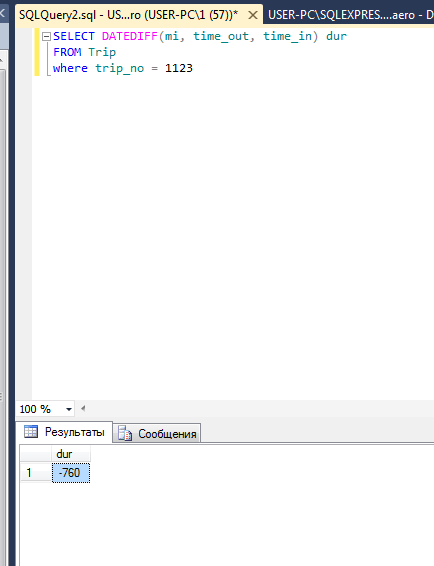 SQLQuery2.sql - US...ro (USER-PC\1 (57))* USER-PC\SQLEXPRES....aero - D
SELECT DATEDIFF(mi, time_out, time_in) dur
FROM Trip
where trip_no = 1123
100 %
Результаты Сообщения
dur
1 -760